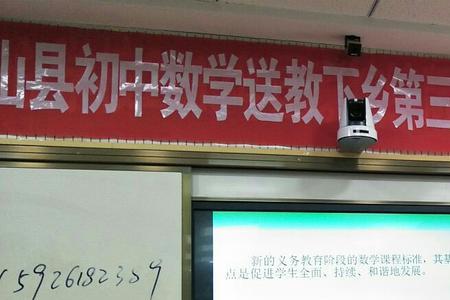 山县初中数学送教下乡第三
新的义务教育阶段的数学课程标准，其基
点是促进学生全面、持续、和谐地发展。
15926182389